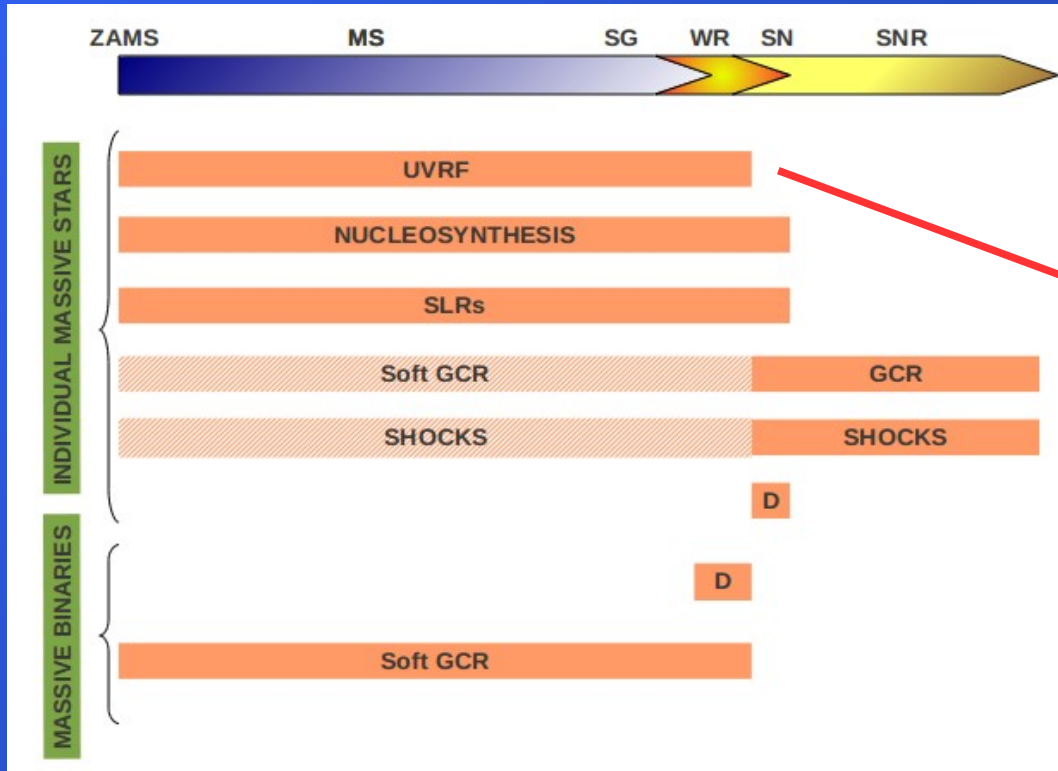 ZAMS MS SG WR SN SNR
INDIVIDUAL MASSIVE STARS
UVRF
NUCLEOSYNTHESIS
SLRs
Soft GCR GCR
SHOCKS SHOCKS
D
MASSIVE BINARIES
D
Soft GCR